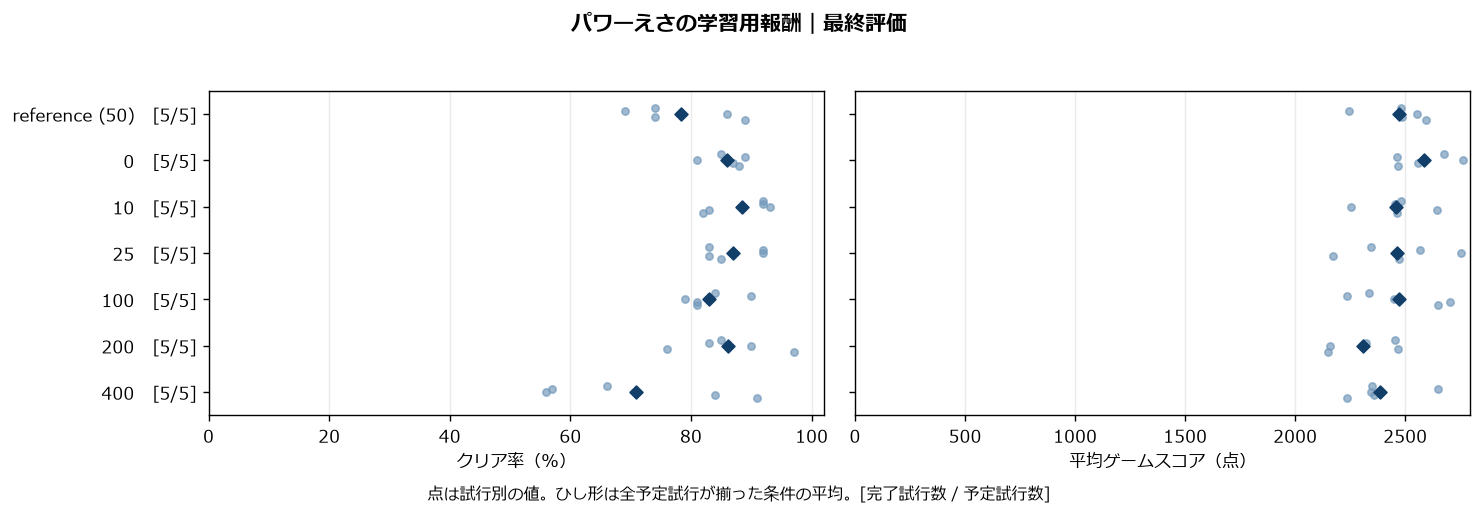 パワーえさの学習用報酬｜最終評価
reference (50) [5/5]
0 [5/5]
10 [5/5]
25 [5/5]
100 [5/5]
200 [5/5]
400 [5/5]
0 20 40 60 80 100
クリア率（%）
0 500 1000 1500 2000 2500
平均ゲームスコア（点）
点は試行別の値。ひし形は全予定試行が揃った条件の平均。[完了試行数 / 予定試行数]